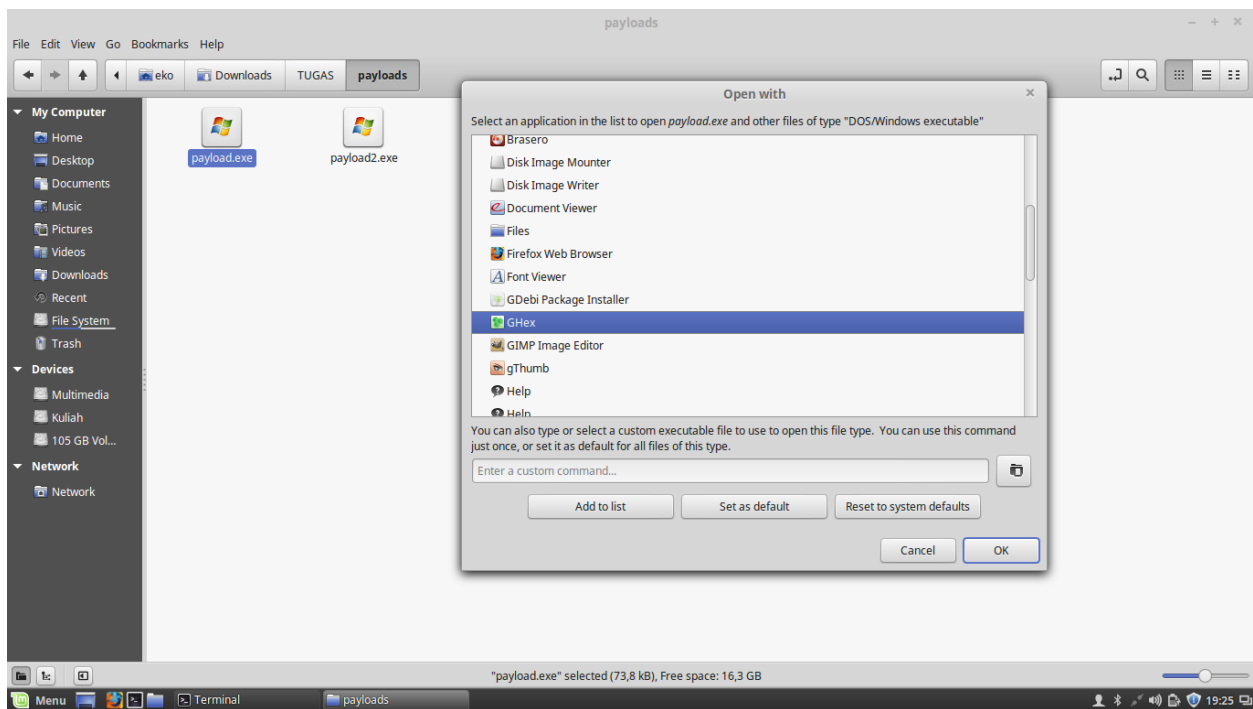 payloads
File Edit View Go Bookmarks Help
eko Downloads TUGAS payloads
My Computer
Home
Desktop
Documents
Music
Pictures
Videos
Downloads
Recent
File System
Trash
Devices
Multimedia
Kuliah
105 GB Vol...
Network
Network
payload.exe
payload2.exe
Open with
Select an application in the list to open payload.exe and other files of type "DOS/Windows executable"
Brasero
Disk Image Mounter
Disk Image Writer
Document Viewer
Files
Firefox Web Browser
Font Viewer
GDebi Package Installer
GHex
GIMP Image Editor
gThumb
Help
Help
You can also type or select a custom executable file to use to open this file type. You can use this command
just once, or set it as default for all files of this type.
Enter a custom command...
Add to list Set as default Reset to system defaults
Cancel OK
"payload.exe" selected (73,8 kB), Free space: 16,3 GB
Menu Terminal payloads 19:25